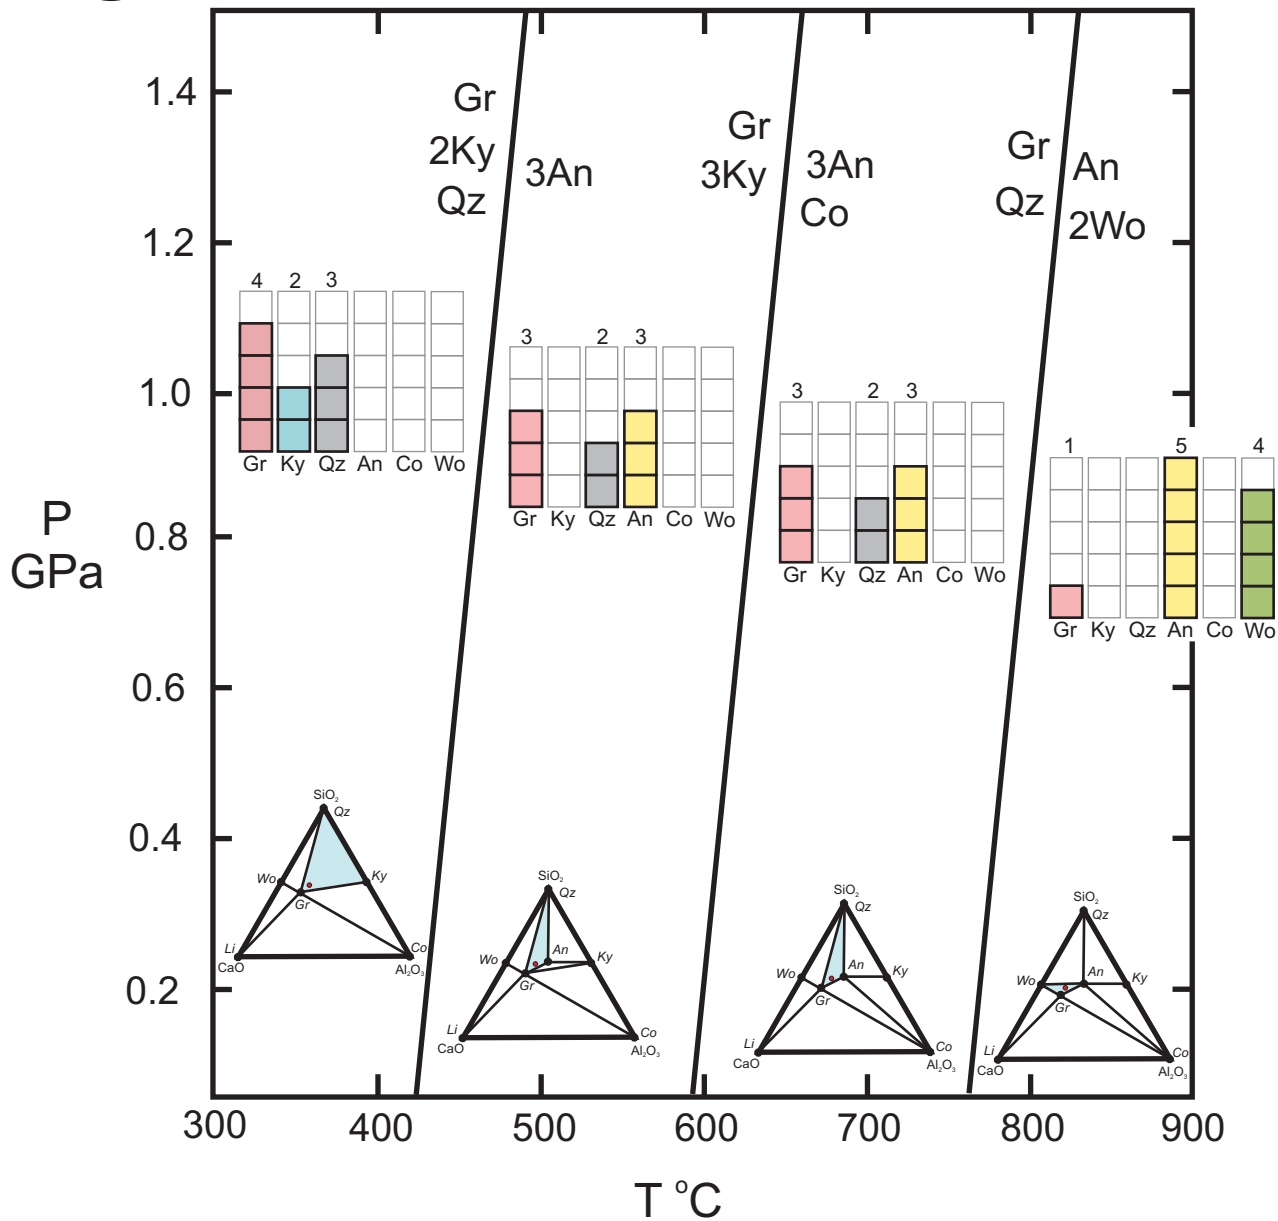 1.4
1.2
1.0
0.8
0.6
0.4
0.2
P
GPa
Gr
2Ky
Qz
3An
Gr
3Ky
3An
Co
Gr
Qz
An
2Wo
4 2 3
Gr Ky Qz An Co Wo
3 2 3
Gr Ky Qz An Co Wo
3 2 3
Gr Ky Qz An Co Wo
1 5 4
Gr Ky Qz An Co Wo
SiO₂
Qz
Wo Ky
Gr
Li Co
CaO Al₂O₃
SiO₂
Qz
Wo An Ky
Gr
Li Co
CaO Al₂O₃
SiO₂
Qz
Wo An Ky
Gr
Li Co
CaO Al₂O₃
SiO₂
Qz
Wo An Ky
Gr
Li Co
CaO Al₂O₃
300 400 500 600 700 800 900
T °C